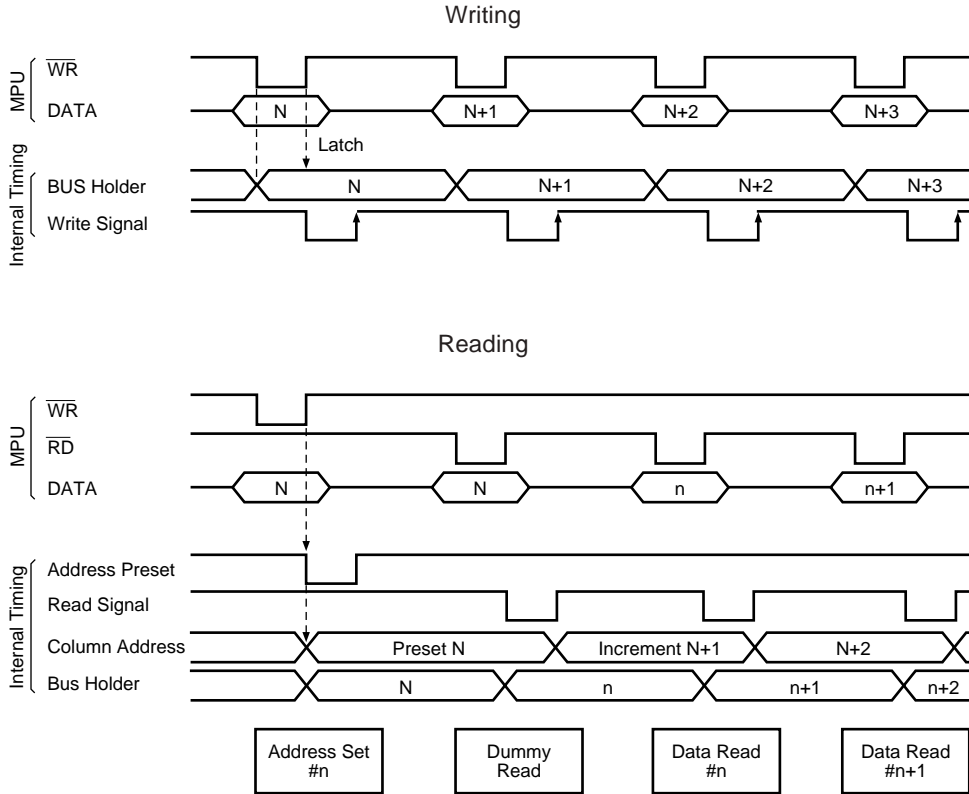 Writing
MPU
WR
DATA
N
N+1
N+2
N+3
Latch
Internal Timing
BUS Holder
N
N+1
N+2
N+3
Write Signal
Reading
MPU
WR
RD
DATA
N
N
n
n+1
Internal Timing
Address Preset
Read Signal
Column Address
Preset N
Increment N+1
N+2
Bus Holder
N
n
n+1
n+2
Address Set
#n
Dummy
Read
Data Read
#n
Data Read
#n+1